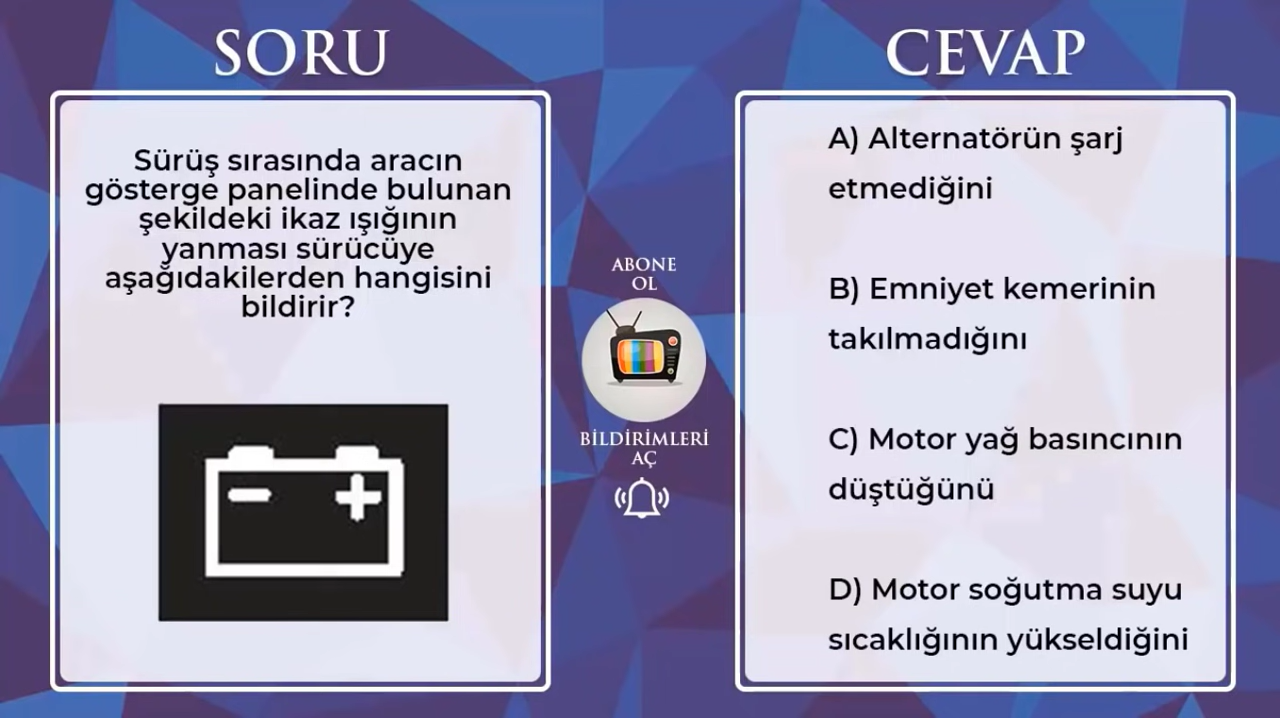 SORU
Sürüş sırasında aracın
gösterge panelinde bulunan
şekildeki ikaz ışığının
yanması sürücüye
aşağıdakilerden hangisini
bildirir?
ABONE
OL
BİLDİRİMLERİ
AÇ
CEVAP
A) Alternatörün şarj
etmediğini
B) Emniyet kemerinin
takılmadığını
C) Motor yağ basıncının
düştüğünü
D) Motor soğutma suyu
sıcaklığının yükseldiğini